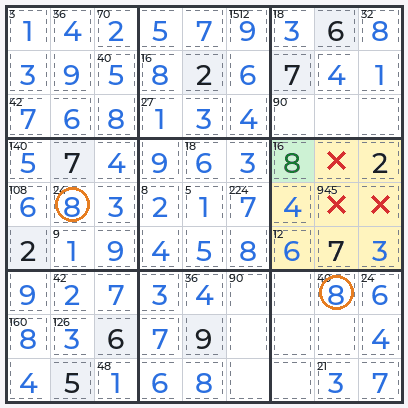 3 36 70 1512 18 32
1 4 2 5 7 9 3 6 8
40 16
3 9 5 8 2 6 7 4 1
42 27 90
7 6 8 1 3 4
140 18 16
5 7 4 9 6 3 8 × 2
108 24 8 5 224 945
6 8 3 2 1 7 4 × ×
9 12
2 1 9 4 5 8 6 7 3
42 36 90 40 24
9 2 7 3 4 8 6
160 126
8 3 6 7 9 4
48 21
4 5 1 6 8 3 7